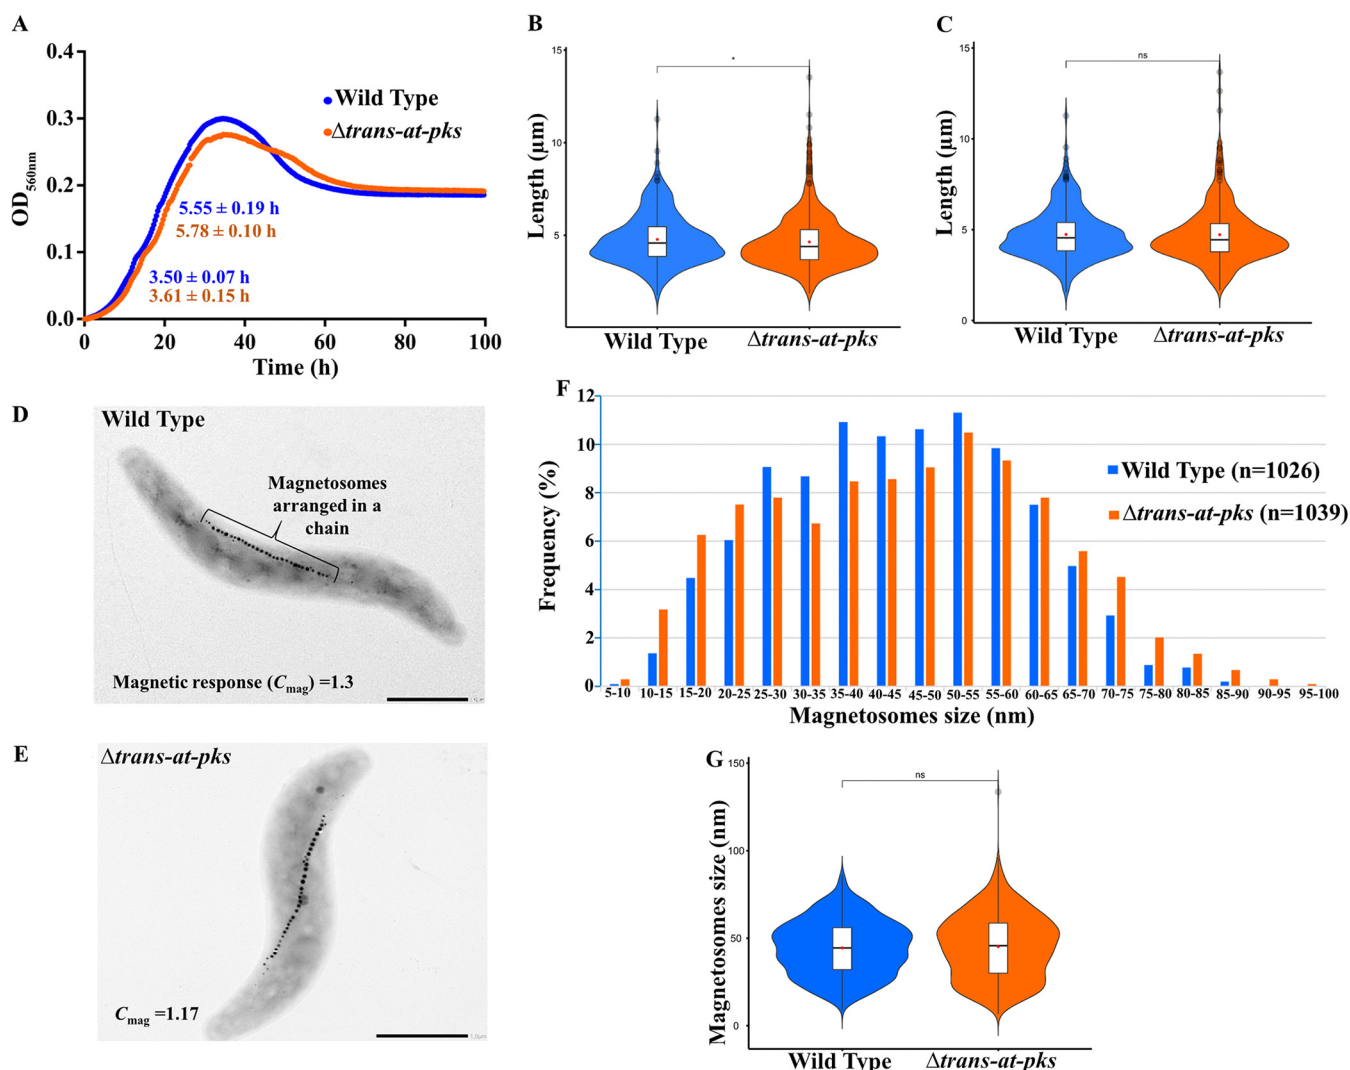 A
0.4
0.3
0.2
0.1
0.0
OD560nm
Wild Type
Δtrans-at-pks
5.55 ± 0.19 h
5.78 ± 0.10 h
3.50 ± 0.07 h
3.61 ± 0.15 h
0 20 40 60 80 100
Time (h)
B
15
10
5
Length (µm)
*
Wild Type Δtrans-at-pks
C
15
10
5
0
Length (µm)
ns
Wild Type Δtrans-at-pks
D
Wild Type
Magnetosomes
arranged in a
chain
Magnetic response (Cmag) =1.3
E
Δtrans-at-pks
Cmag =1.17
1.0µm
F
12
10
8
6
4
2
0
Frequency (%)
Wild Type (n=1026)
Δtrans-at-pks (n=1039)
5-10 10-15 15-20 20-25 25-30 30-35 35-40 40-45 45-50 50-55 55-60 60-65 65-70 70-75 75-80 80-85 85-90 90-95 95-100
Magnetosomes size (nm)
G
150
100
50
0
Magnetosomes size (nm)
ns
Wild Type Δtrans-at-pks